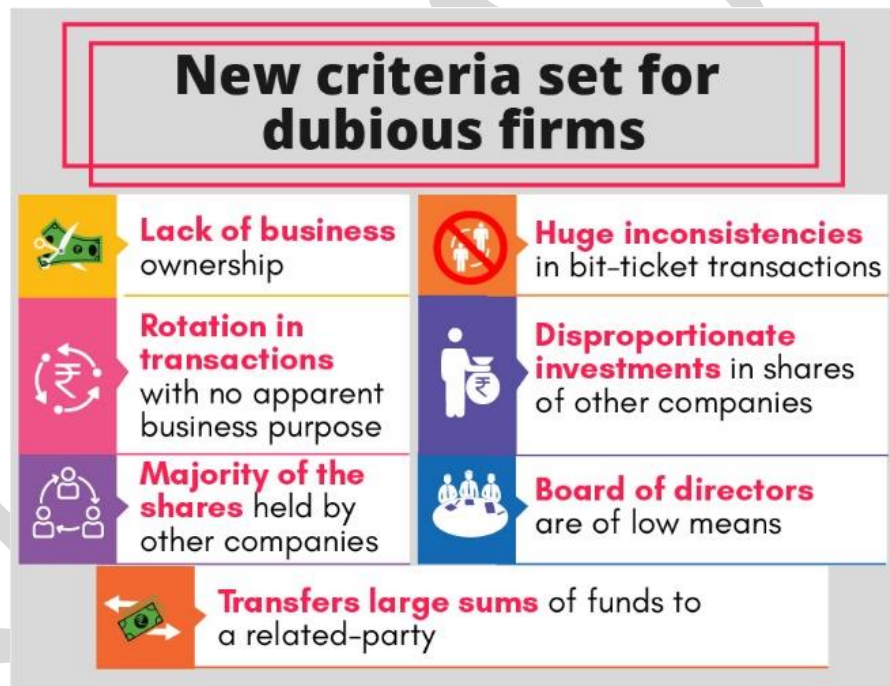 New criteria set for
dubious firms
Lack of business
ownership
Huge inconsistencies
in bit-ticket transactions
Rotation in
transactions
with no apparent
business purpose
Disproportionate
investments in shares
of other companies
Majority of the
shares held by
other companies
Board of directors
are of low means
Transfers large sums of funds to
a related-party